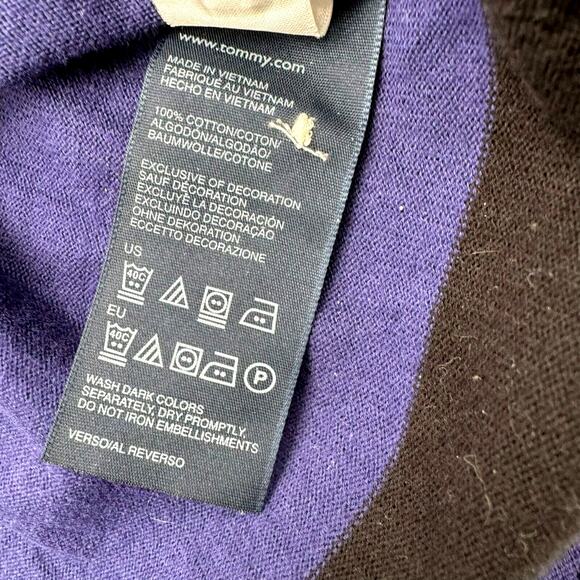 www.tommy.com
MADE IN VIETNAM
FABRIQUÉ AU VIETNAM
HECHO EN VIETNAM
100% COTTON/COTON/
ALGODÓN/ALGODÃO/
BAUMWOLLE/COTONE
EXCLUSIVE OF DECORATION
SAUF DÉCORATION
EXCLUYE LA DECORACIÓN
EXCLUINDO DECORAÇÃO
OHNE DEKORATION
ECCETTO DECORAZIONE
US
40C
EU
40C P
WASH DARK COLORS
SEPARATELY, DRY PROMPTLY,
DO NOT IRON EMBELLISHMENTS
VERSO/AL REVERSO